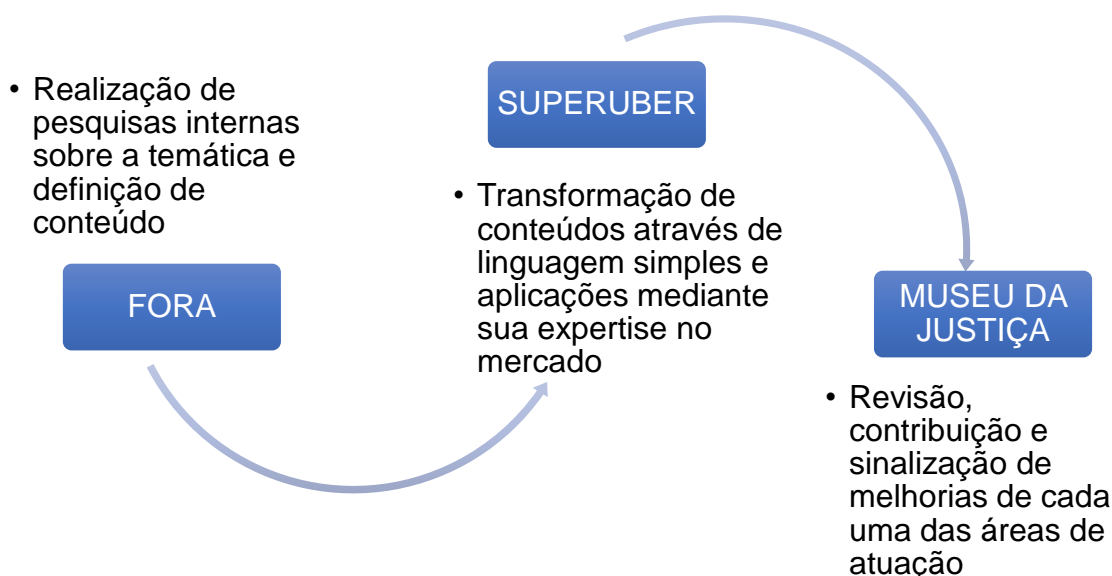 • Realização de
pesquisas internas
sobre a temática e
definição de
conteúdo
FORA
SUPERUBER
• Transformação de
conteúdos através de
linguagem simples e
aplicações mediante
sua expertise no
mercado
MUSEU DA
JUSTIÇA
• Revisão,
contribuição e
sinalização de
melhorias de cada
uma das áreas de
atuação